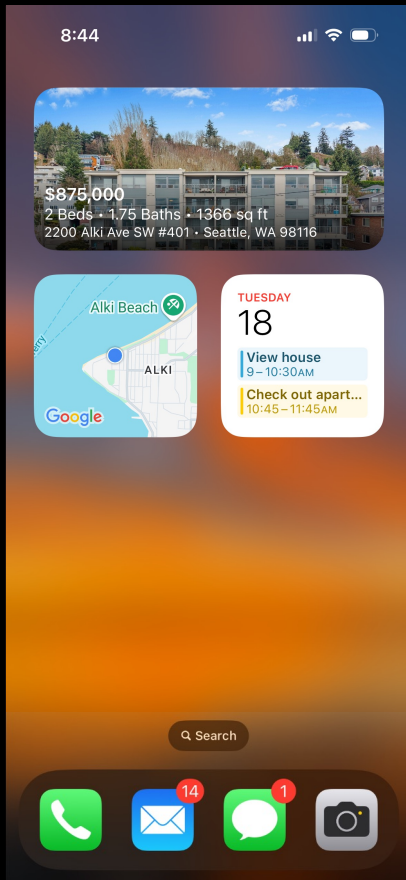 8:44
$875,000
2 Beds • 1.75 Baths • 1366 sq ft
2200 Alki Ave SW #401 • Seattle, WA 98116
Alki Beach
erry
ALKI
Google
TUESDAY
18
View house
9–10:30AM
Check out apart...
10:45–11:45AM
Search
14
1